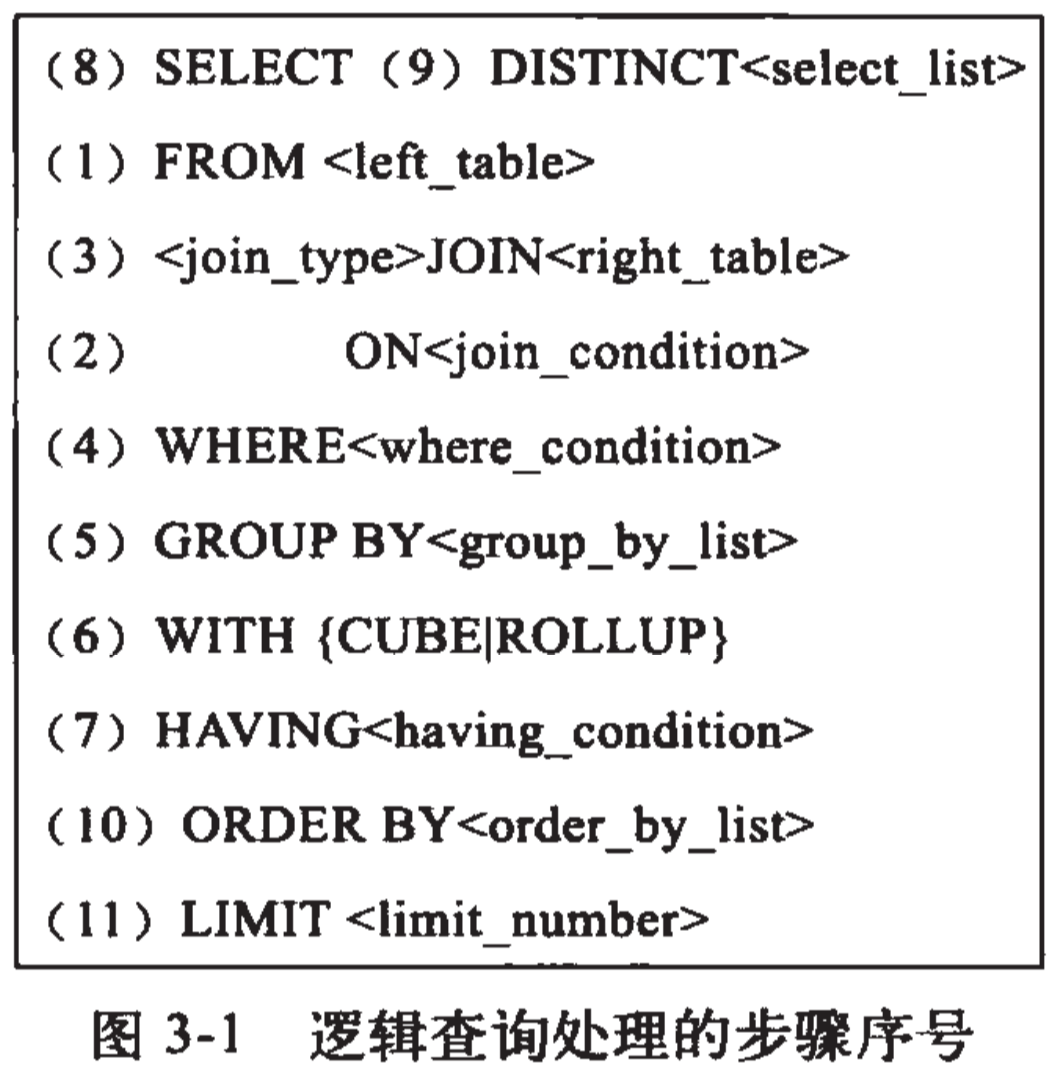 (8) SELECT (9) DISTINCT<select_list>
(1) FROM <left_table>
(3) <join_type>JOIN<right_table>
(2) ON<join_condition>
(4) WHERE<where_condition>
(5) GROUP BY<group_by_list>
(6) WITH {CUBE|ROLLUP}
(7) HAVING<having_condition>
(10) ORDER BY<order_by_list>
(11) LIMIT <limit_number>
图 3-1 逻辑查询处理的步骤序号